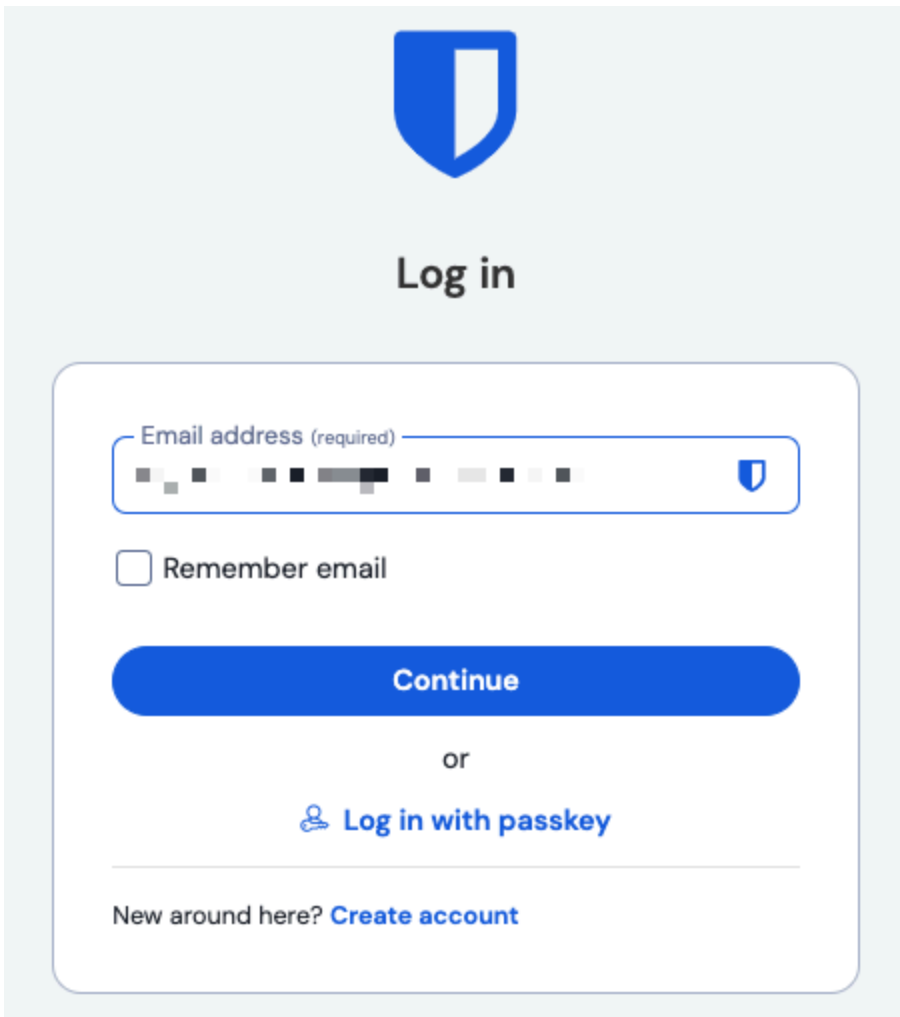 Log in
Email address (required)
Remember email
Continue
or
Log in with passkey
New around here? Create account